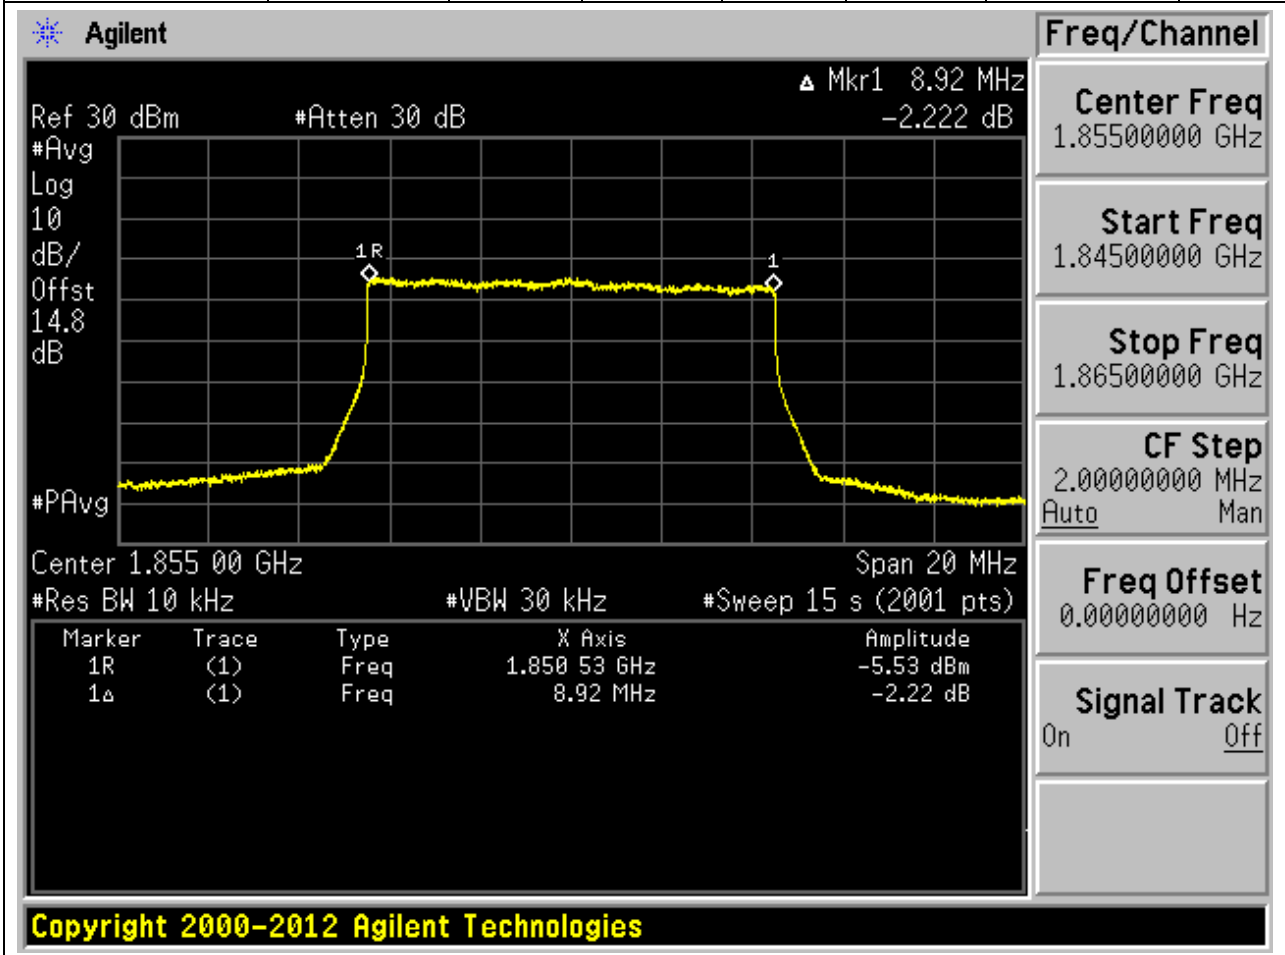 Agilent
Freq/Channel
Δ Mkr1 8.92 MHz
Ref 30 dBm #Atten 30 dB -2.222 dB
#Avg
Log
10
dB/
Offst
14.8
dB
#PAvg
1R
1
Center 1.855 00 GHz Span 20 MHz
#Res BW 10 kHz #VBW 30 kHz #Sweep 15 s (2001 pts)
Marker Trace Type X Axis Amplitude
1R (1) Freq 1.850 53 GHz -5.53 dBm
1Δ (1) Freq 8.92 MHz -2.22 dB
Center Freq
1.85500000 GHz
Start Freq
1.84500000 GHz
Stop Freq
1.86500000 GHz
CF Step
2.00000000 MHz
Auto Man
Freq Offset
0.00000000 Hz
Signal Track
On Off
Copyright 2000-2012 Agilent Technologies